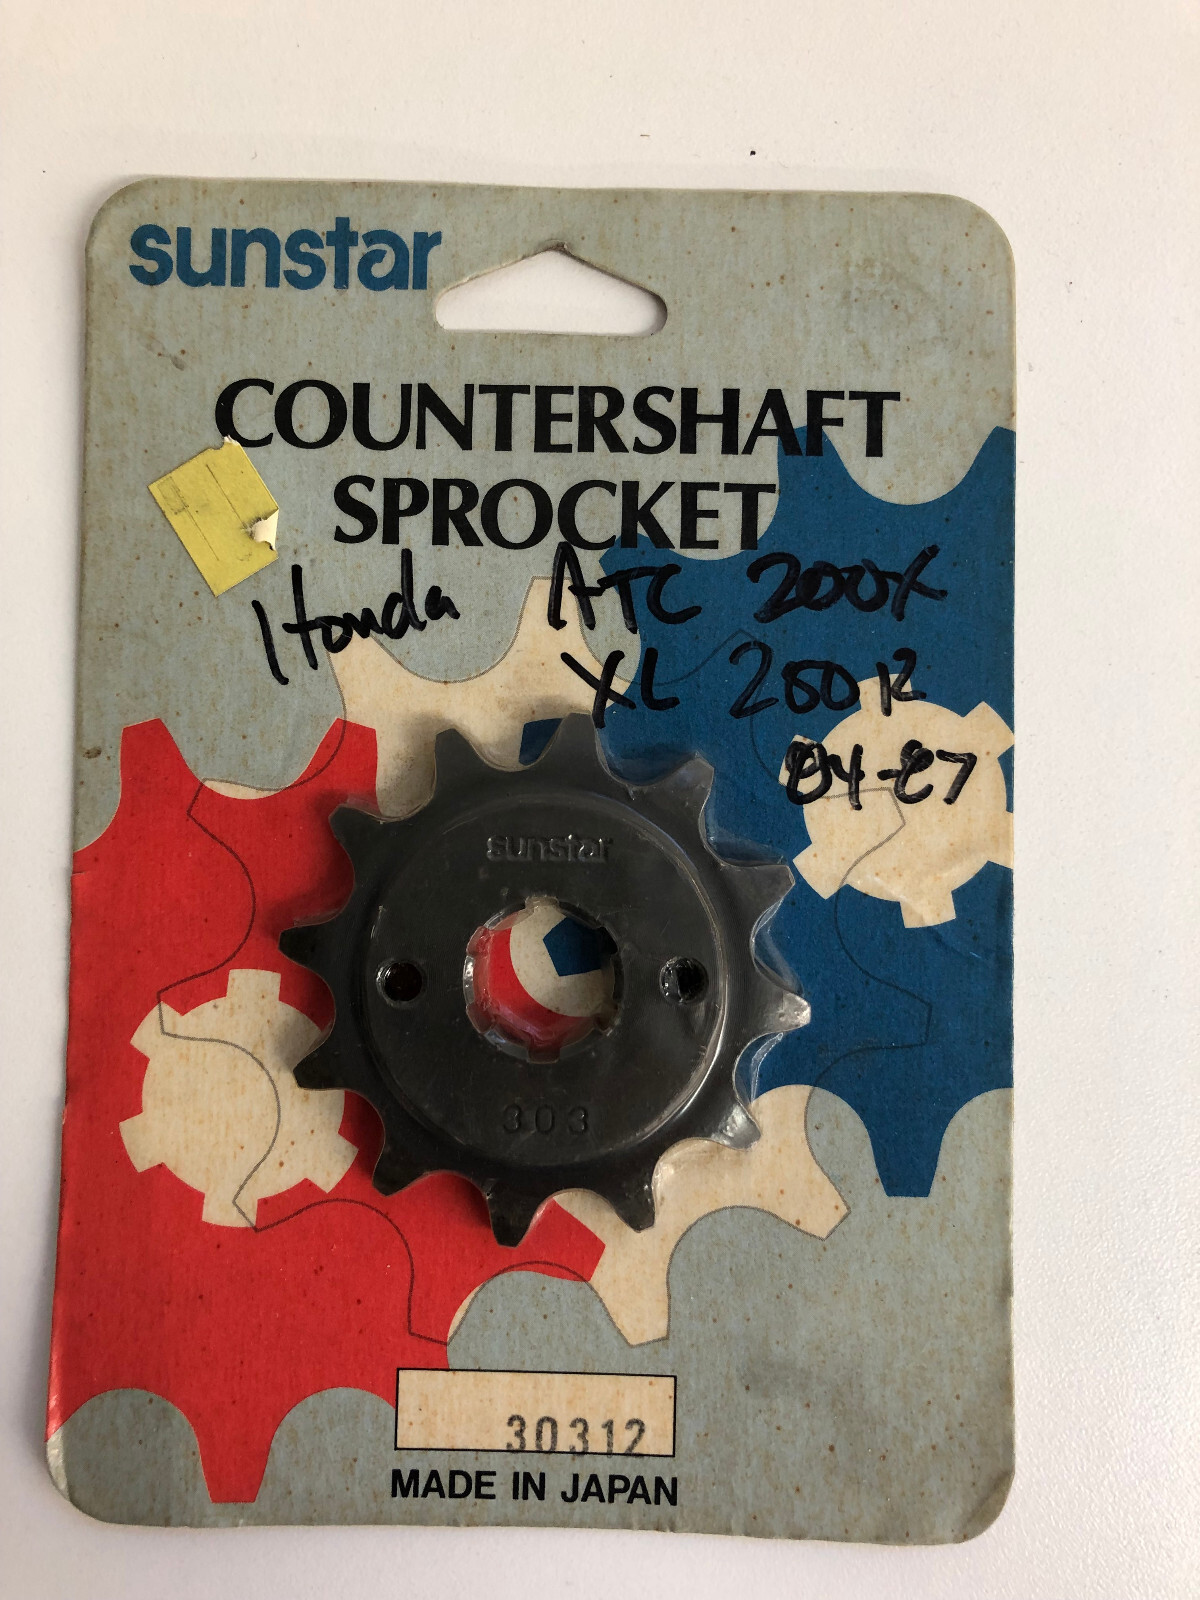 sunstar
COUNTERSHAFT
SPROCKET
Honda ATC 200X
XL 200R
84-87
sunstar
303
30312
MADE IN JAPAN